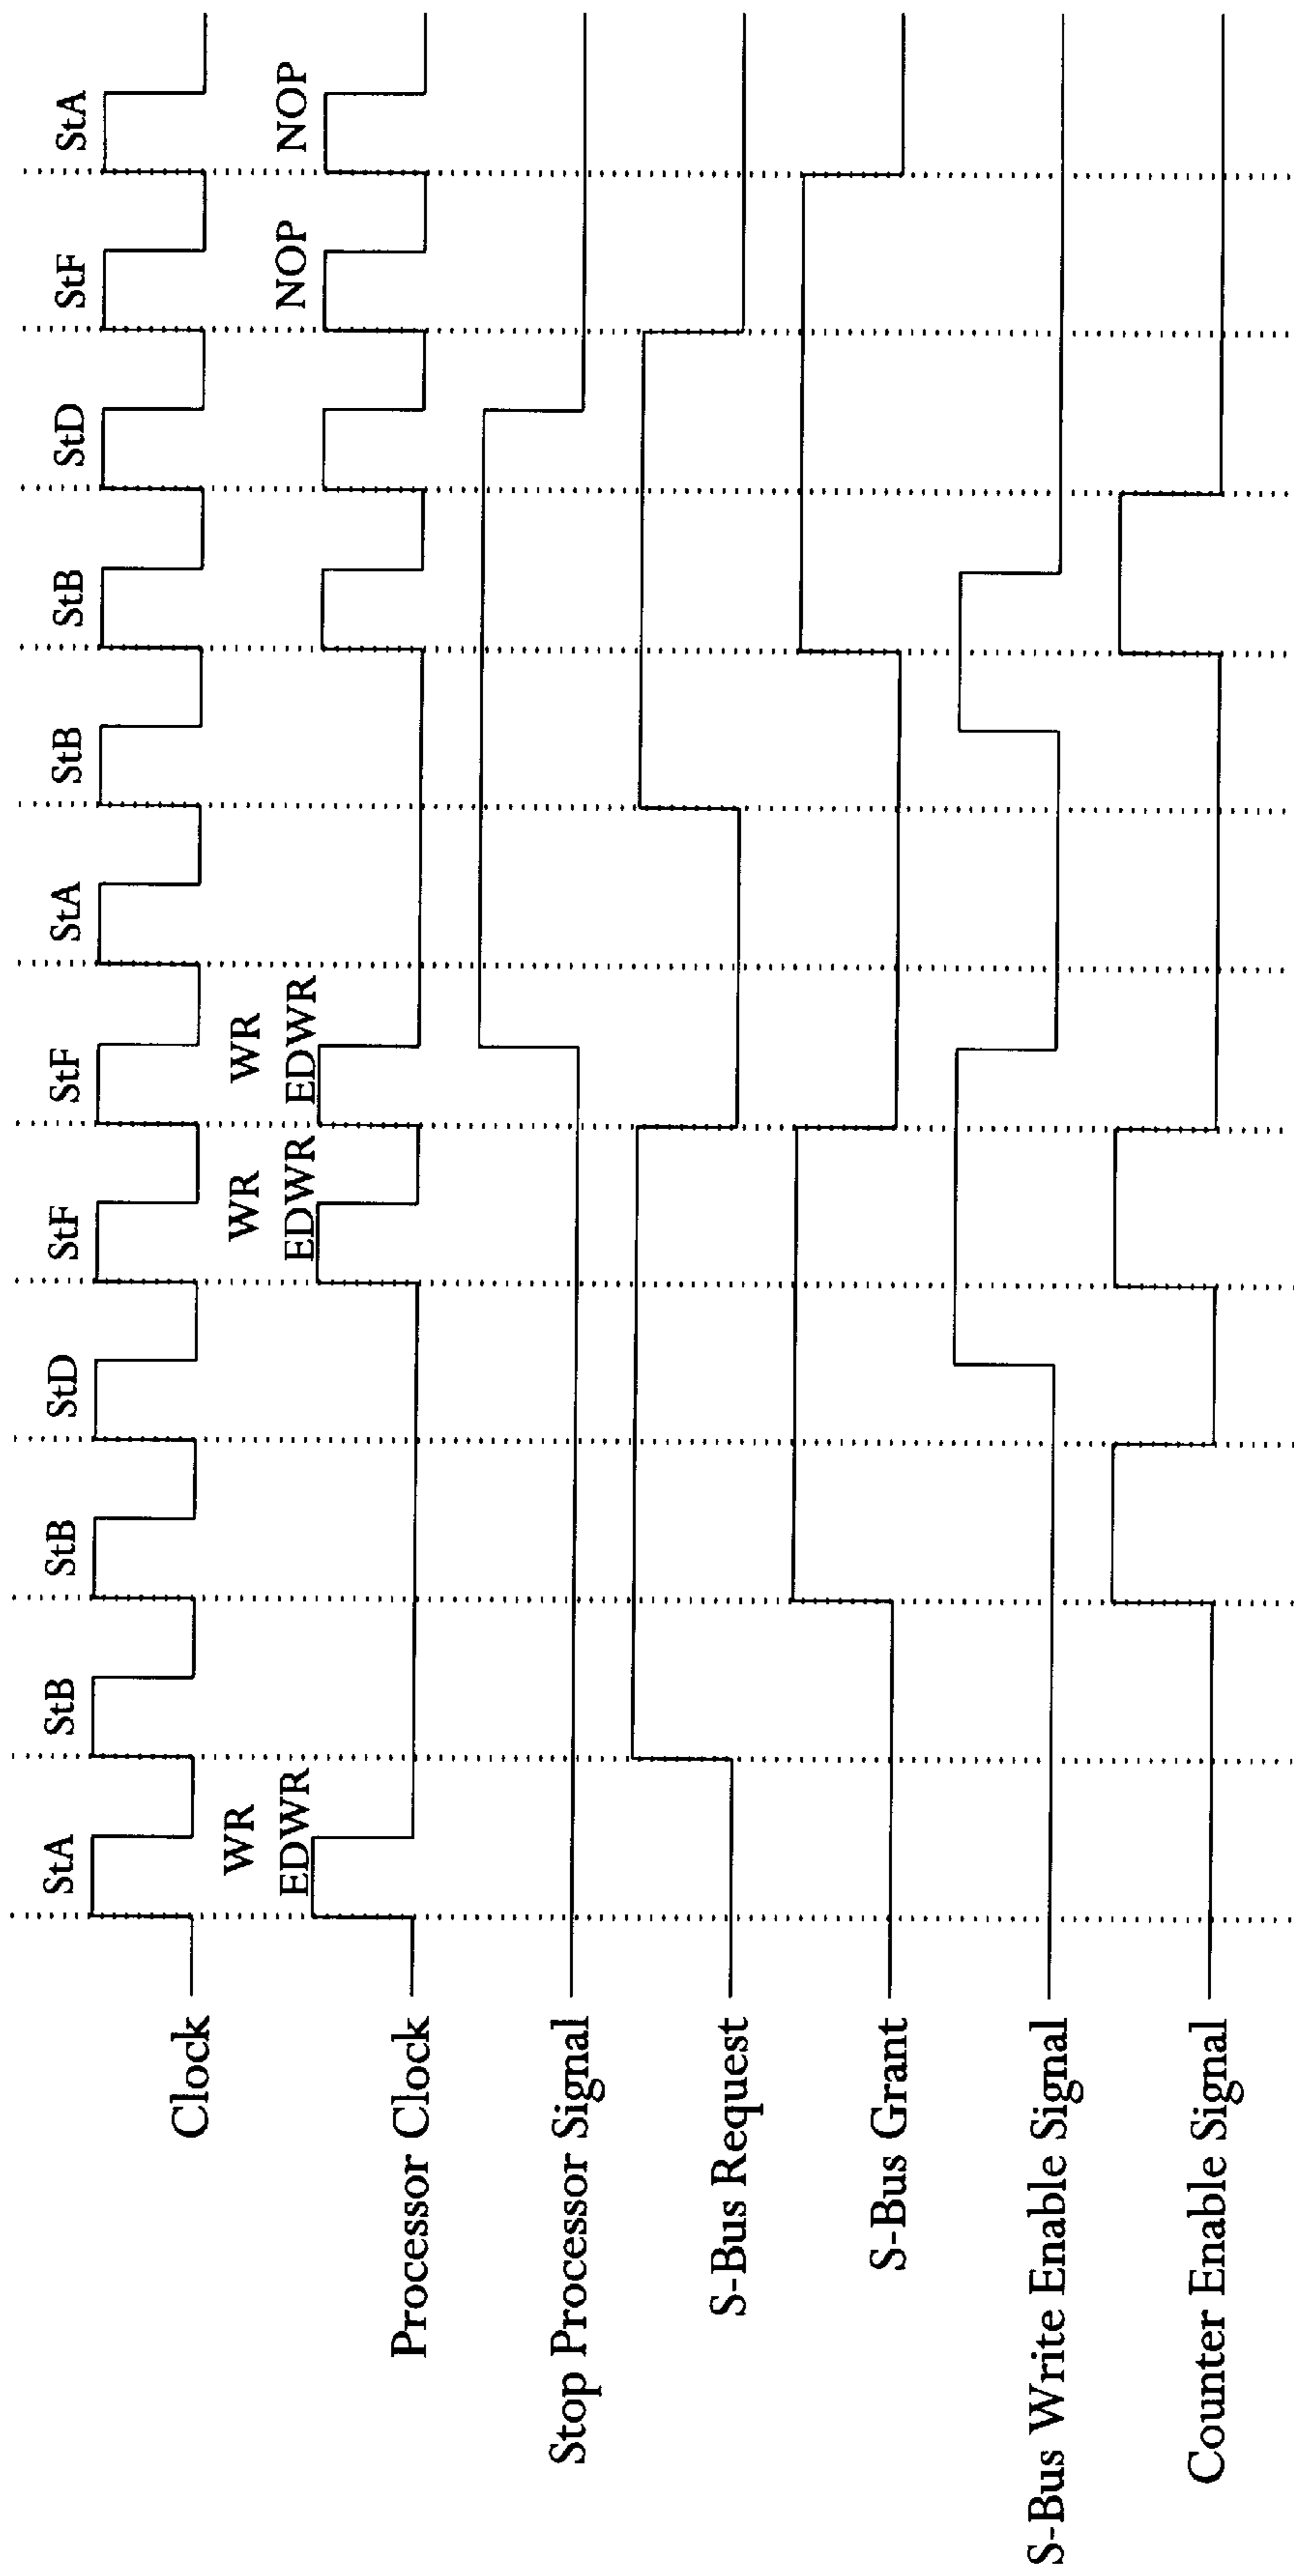 StA StB StB StD StF StF StA StB StB StD StF StA
Clock
WR WR WR
EDWR EDWR EDWR NOP NOP
Processor Clock
Stop Processor Signal
S-Bus Request
S-Bus Grant
S-Bus Write Enable Signal
Counter Enable Signal